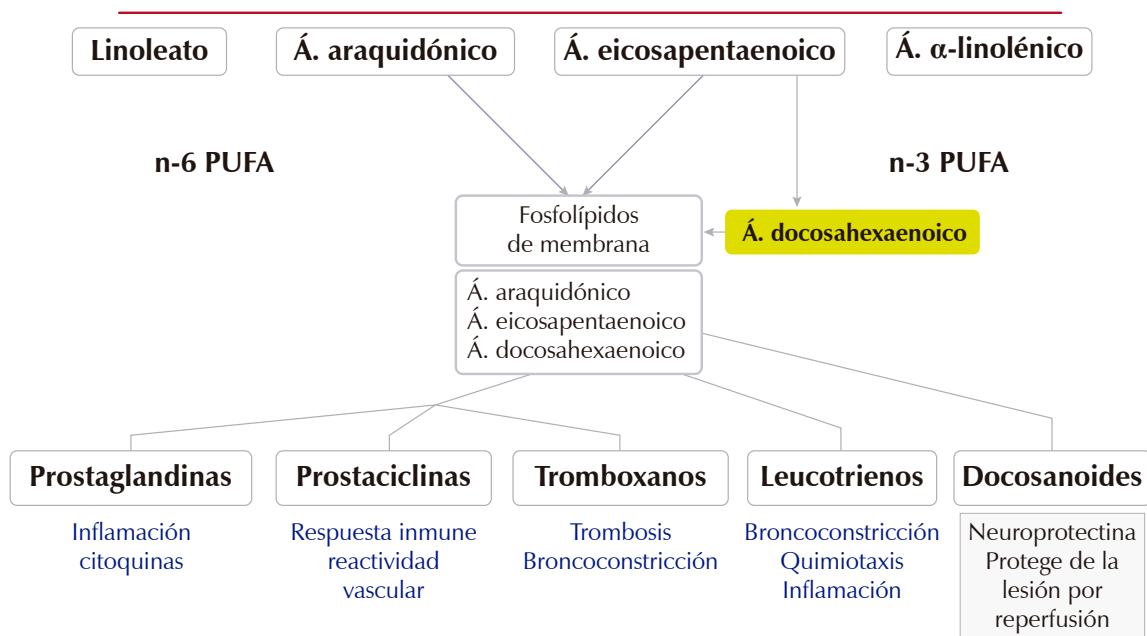 Linoleato
Á. araquidónico
Á. eicosapentaenoico
Á. α-linolénico
n-6 PUFA
n-3 PUFA
Fosfolípidos
de membrana
Á. docosahexaenoico
Á. araquidónico
Á. eicosapentaenoico
Á. docosahexaenoico
Prostaglandinas
Inflamación
citoquinas
Prostaciclinas
Respuesta inmune
reactividad
vascular
Tromboxanos
Trombosis
Broncoconstricción
Leucotrienos
Broncoconstricción
Quimiotaxis
Inflamación
Docosanoides
Neuroprotectina
Protege de la
lesión por
reperfusión